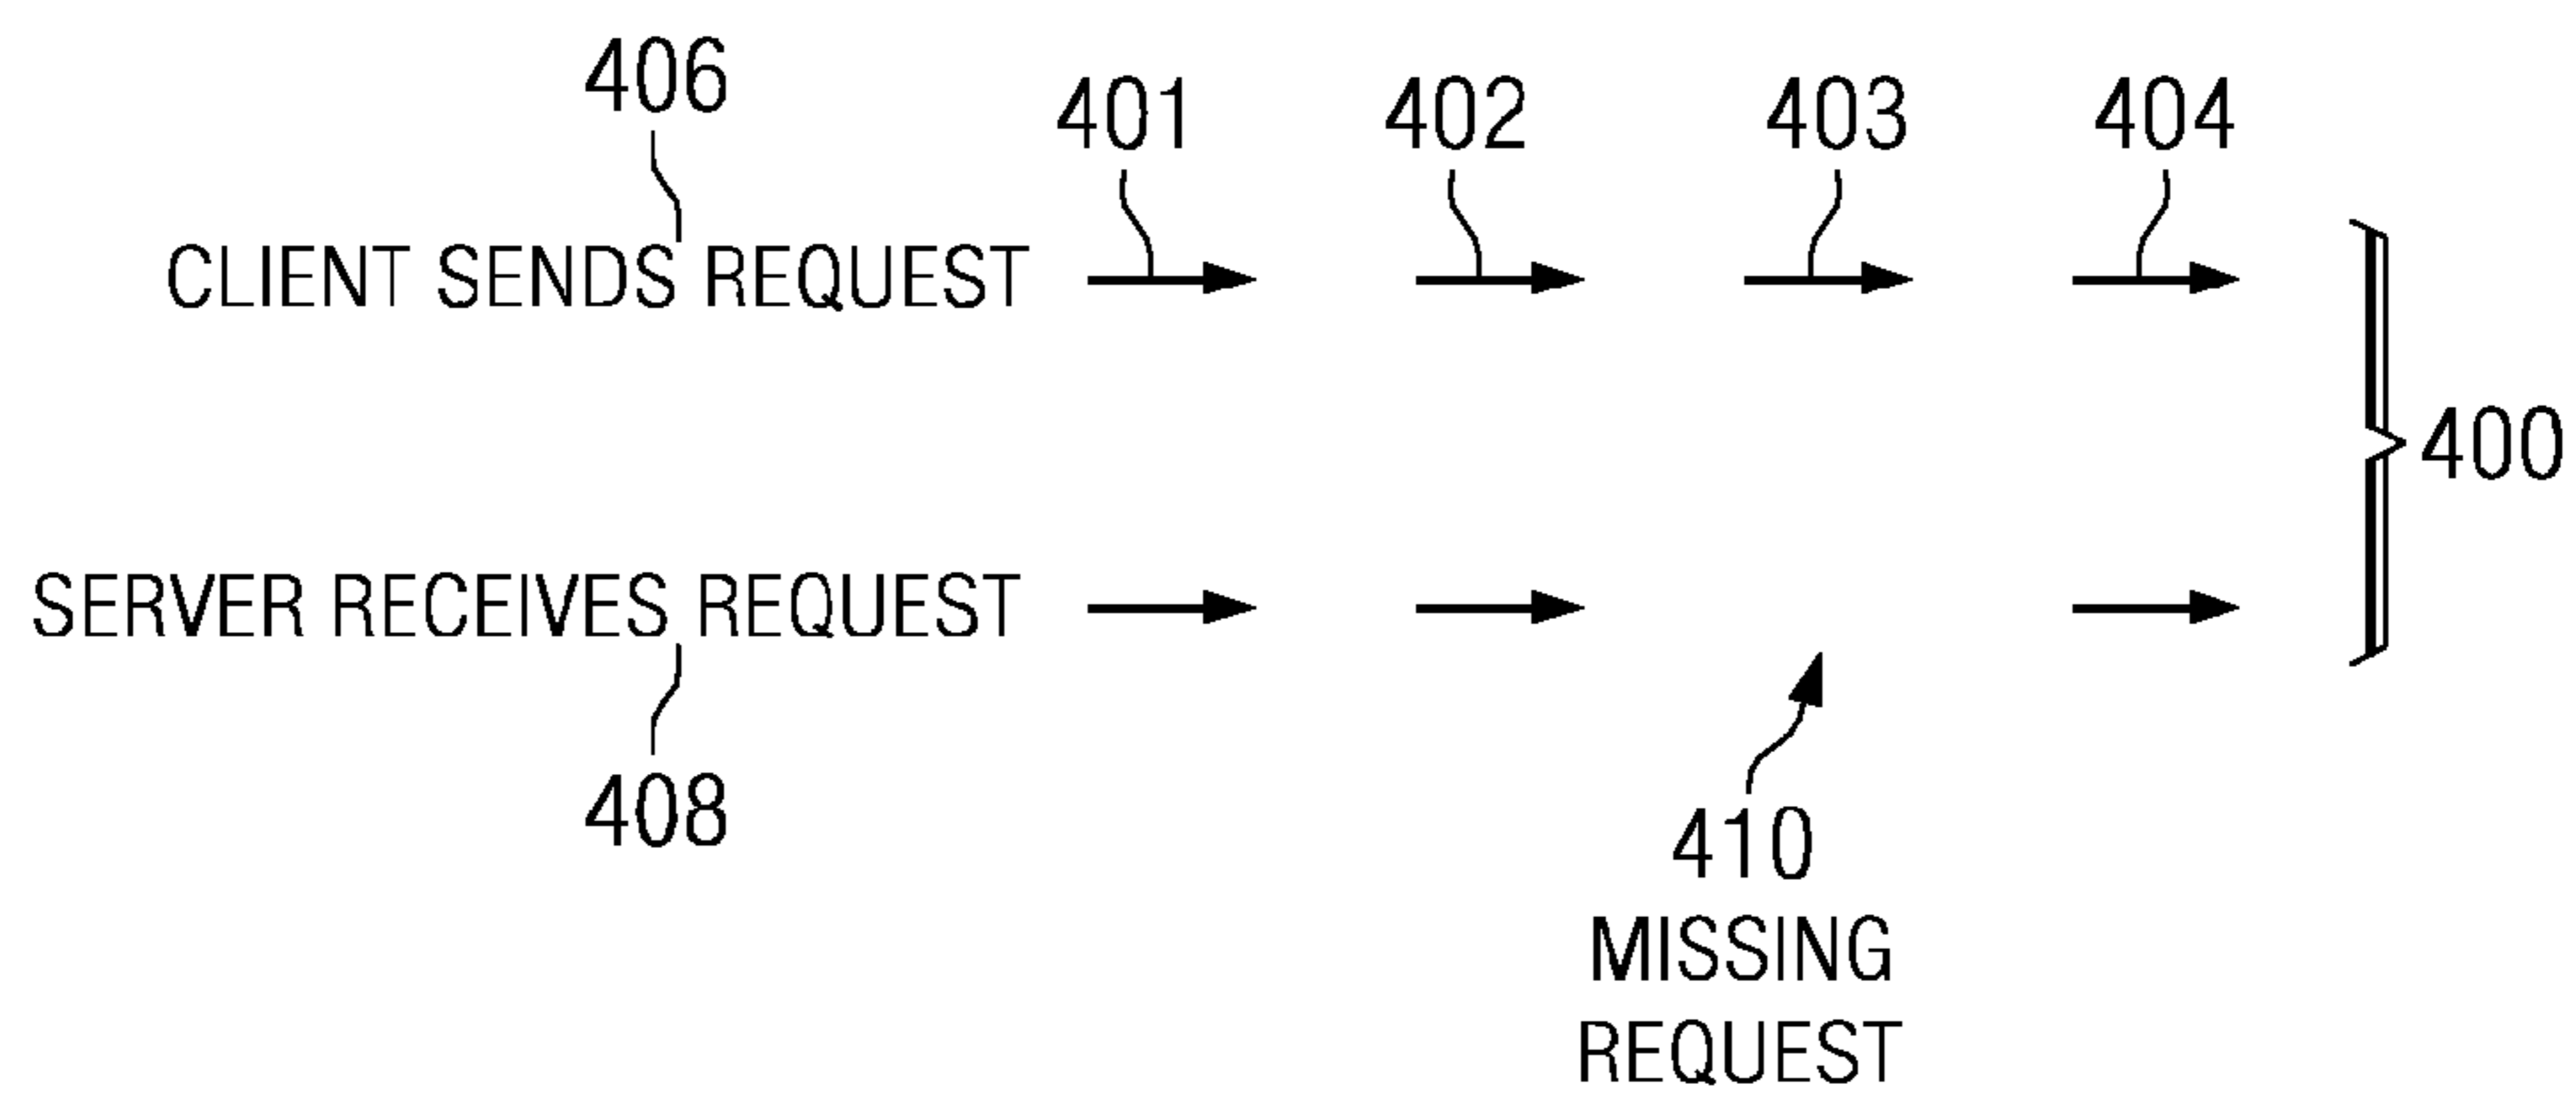 406
401 402 403 404
CLIENT SENDS REQUEST
400
SERVER RECEIVES REQUEST
408
410
MISSING
REQUEST